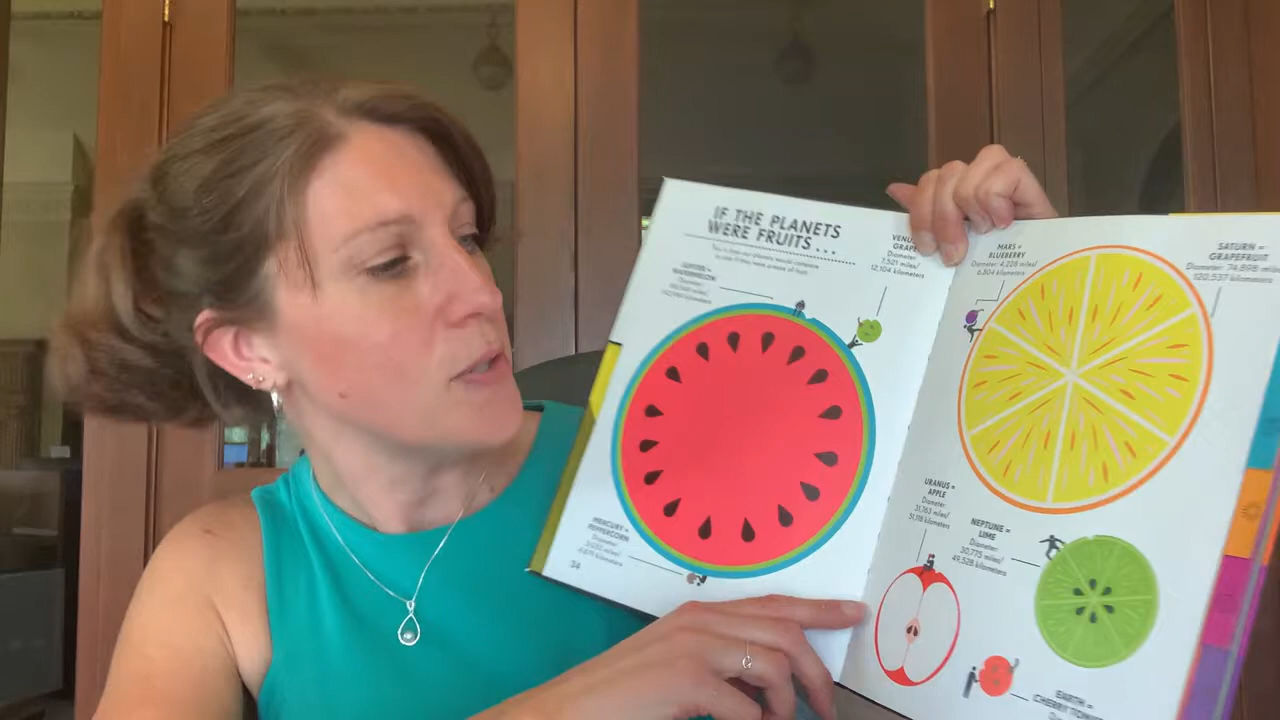 IF THE PLANETS
WERE FRUITS...
JUPITER =
WATERMELON
Diameter:
VENUS
GRAPE
Diameter:
7,521 miles/
12,104 kilometers
MERCURY =
PEPPERCORN
Diameter:
34
MARS =
BLUEBERRY
Diameter: 4,228 miles/
6,804 kilometers
SATURN =
GRAPEFRUIT
Diameter: 74,898 miles
120,537 kilometers
URANUS =
APPLE
Diameter:
31,763 miles/
51,118 kilometers
NEPTUNE =
LIME
Diameter:
30,775 miles/
49,528 kilometers
EARTH =
CHERRY TOM